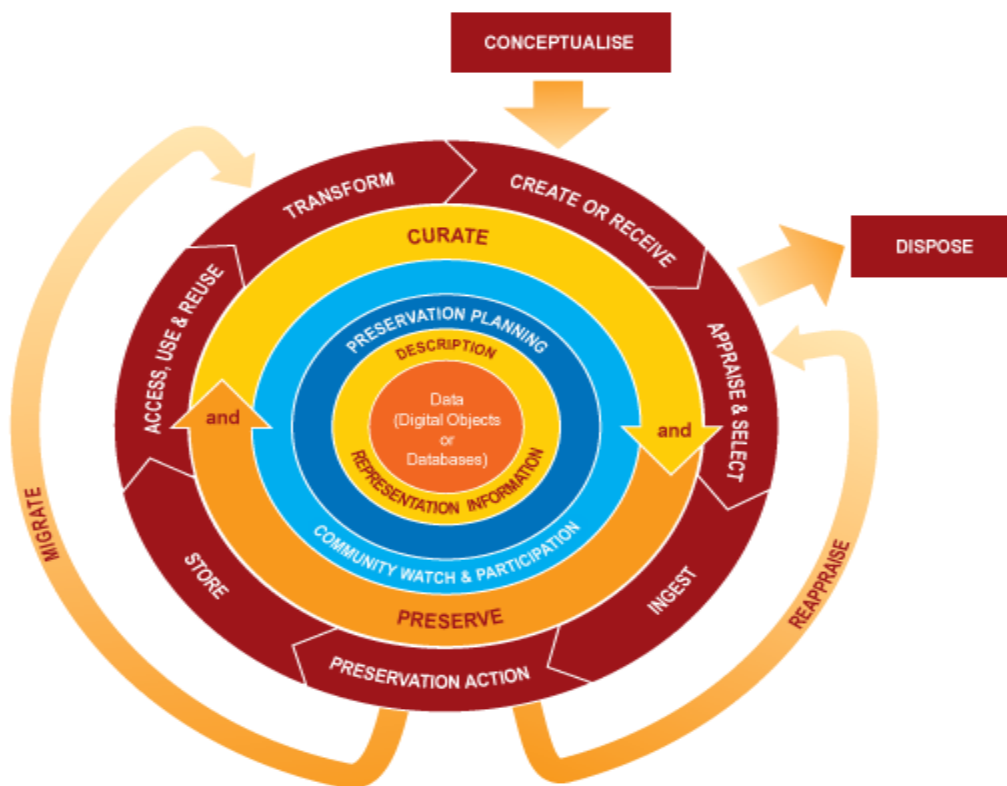 CONCEPTUALISE
TRANSFORM
CREATE OR RECEIVE
DISPOSE
CURATE
ACCESS, USE & REUSE
APPRAISE & SELECT
PRESERVATION PLANNING
DESCRIPTION
Data
(Digital Objects
or
Databases)
and
and
REPRESENTATION INFORMATION
COMMUNITY WATCH & PARTICIPATION
MIGRATE
STORE
INGEST
REAPPRAISE
PRESERVE
PRESERVATION ACTION